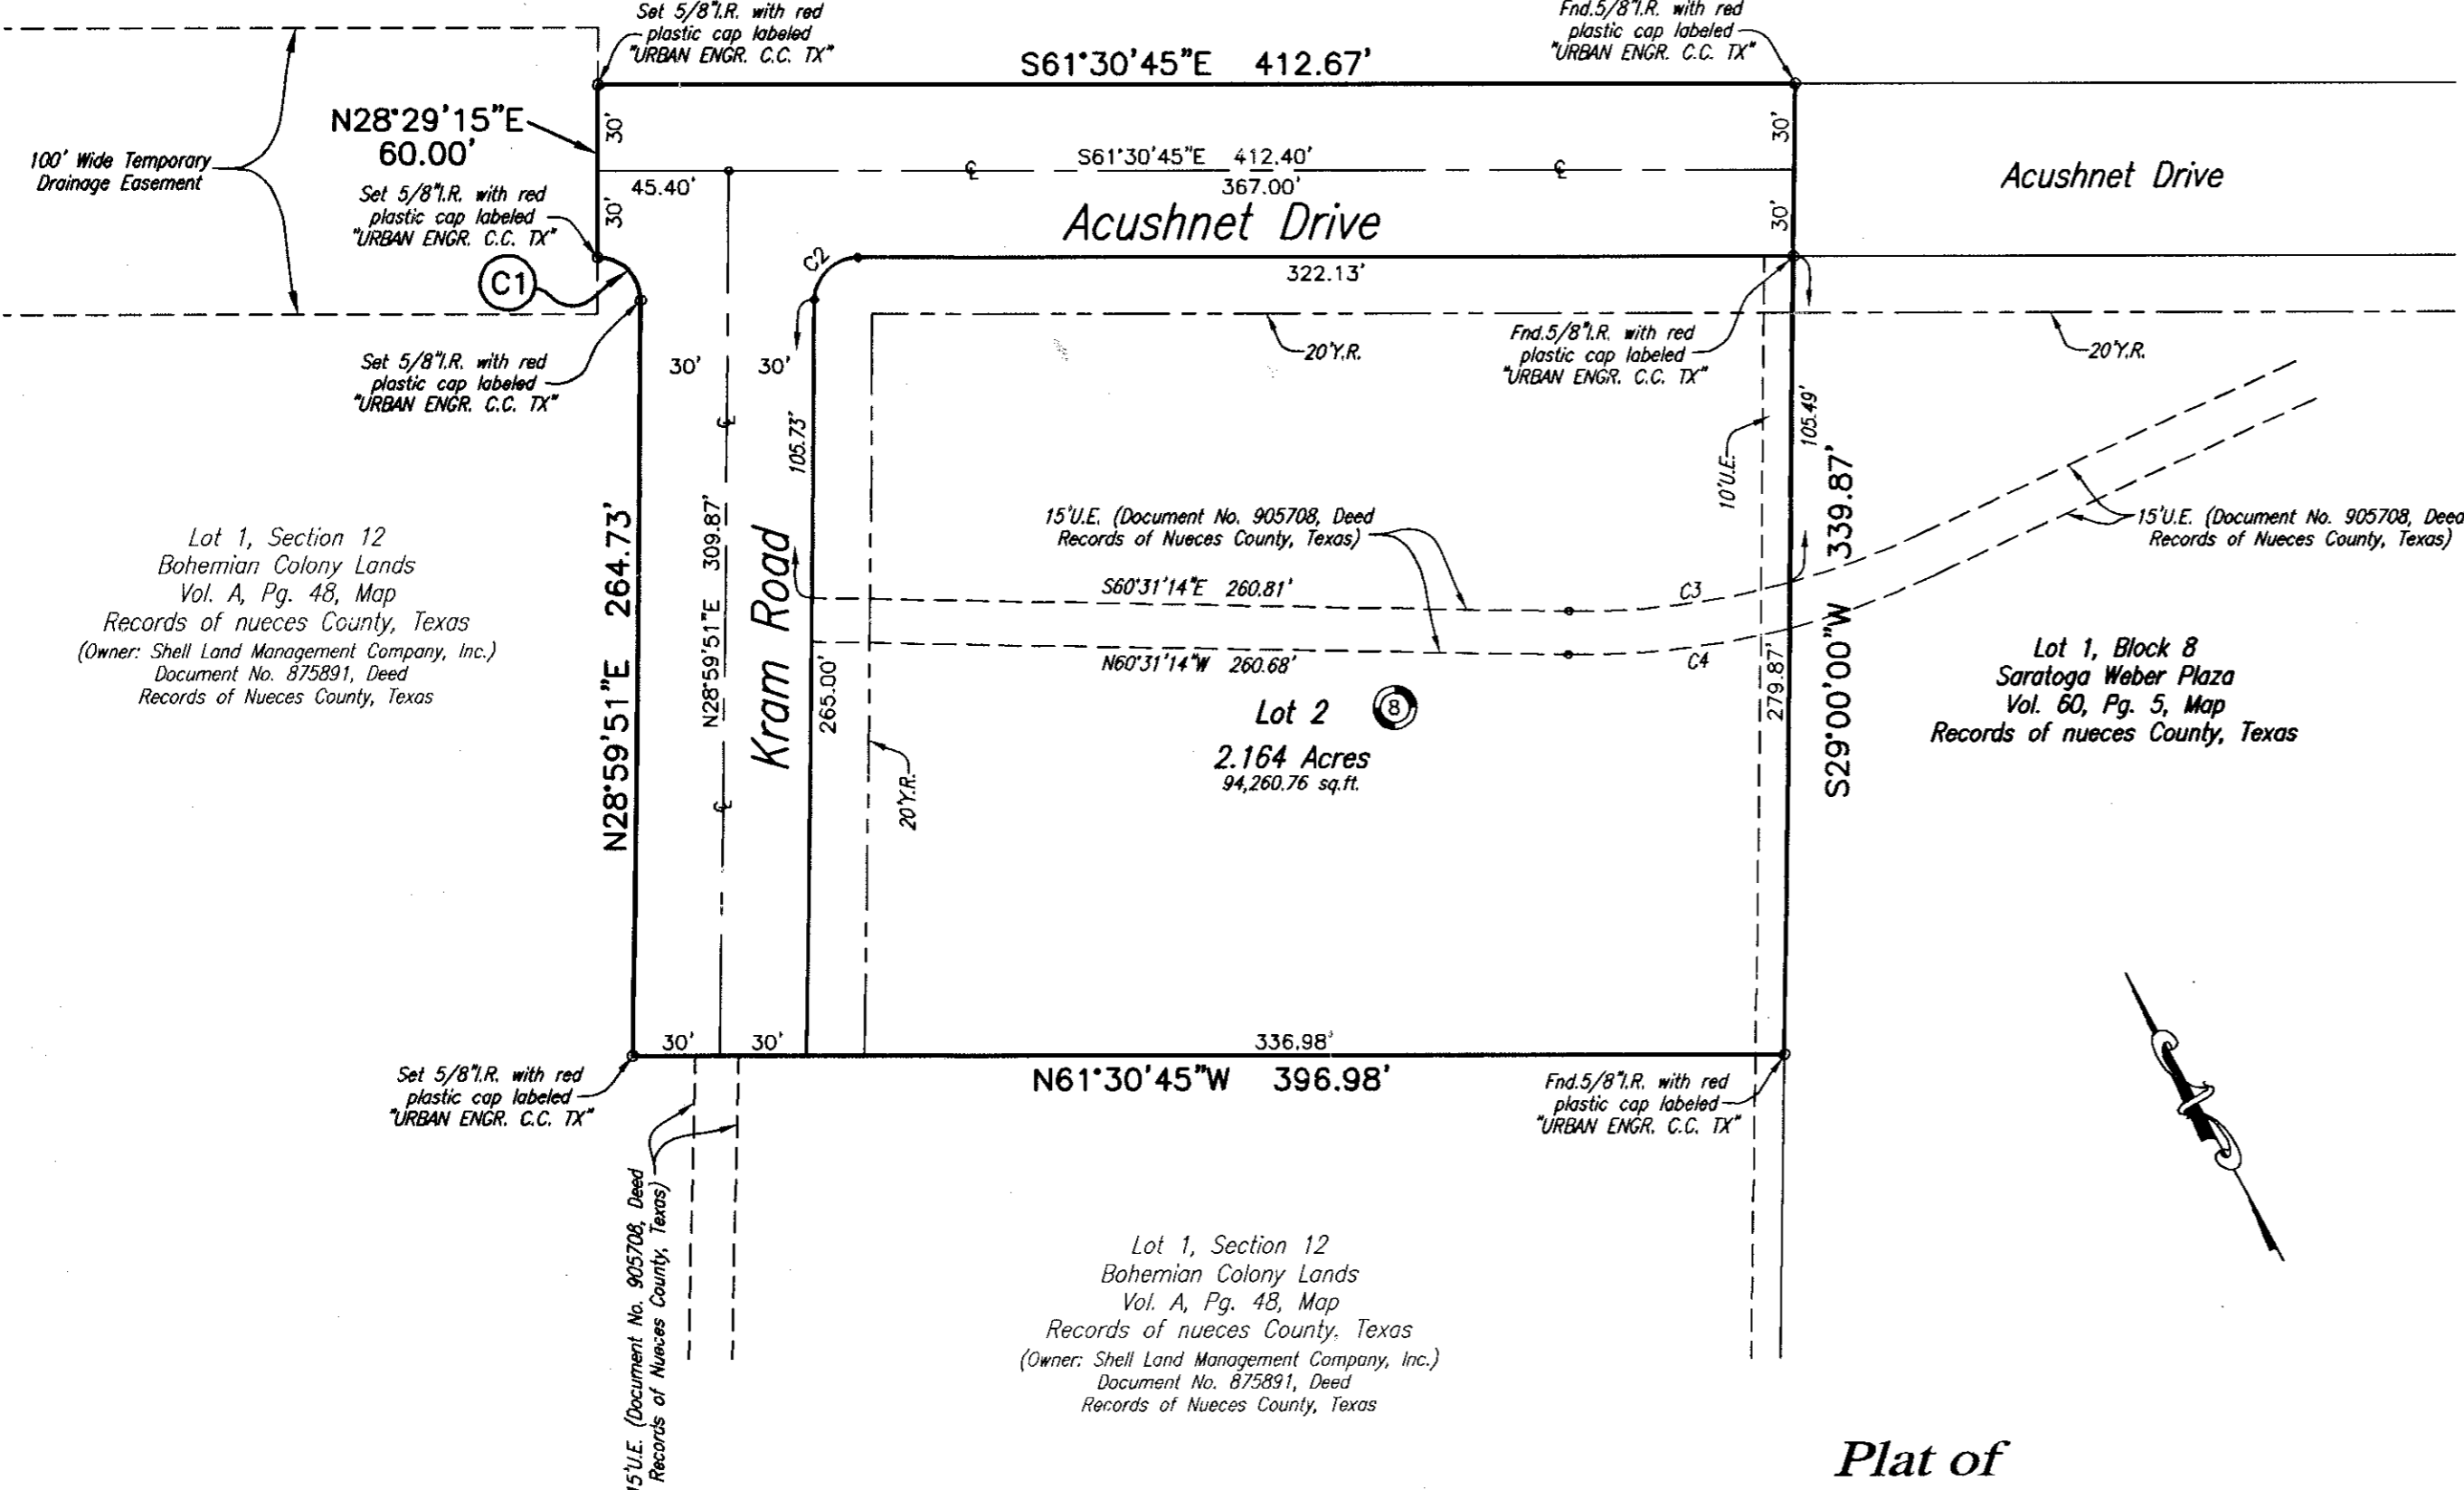 Set 5/8"I.R. with red
plastic cap labeled
"URBAN ENGR. C.C. TX"
Fnd.5/8"I.R. with red
plastic cap labeled
"URBAN ENGR. C.C. TX"
S61°30'45"E 412.67'
N28°29'15"E
60.00'
30'
30'
100' Wide Temporary
Drainage Easement
S61°30'45"E 412.40'
℄
℄
45.40'
367.00'
Acushnet Drive
Set 5/8"I.R. with red
plastic cap labeled
"URBAN ENGR. C.C. TX"
30'
30'
Acushnet Drive
C1
C2
322.13'
Set 5/8"I.R. with red
plastic cap labeled
"URBAN ENGR. C.C. TX"
30'
30'
20'Y.R.
Fnd.5/8"I.R. with red
plastic cap labeled
"URBAN ENGR. C.C. TX"
20'Y.R.
℄
105.73'
10'U.E.
105.49'
Lot 1, Section 12
Bohemian Colony Lands
Vol. A, Pg. 48, Map
Records of nueces County, Texas
(Owner: Shell Land Management Company, Inc.)
Document No. 875891, Deed
Records of Nueces County, Texas
N28°59'51"E 264.73'
N28°59'51"E 309.87'
℄
Kram Road
265.00'
20'Y.R.
15'U.E. (Document No. 905708, Deed
Records of Nueces County, Texas)
S60°31'14"E 260.81'
N60°31'14"W 260.68'
C3
C4
Lot 2 8
2.164 Acres
94,260.76 sq.ft.
279.87'
S29°00'00"W 339.87'
15'U.E. (Document No. 905708, Deed
Records of Nueces County, Texas)
Lot 1, Block 8
Saratoga Weber Plaza
Vol. 60, Pg. 5, Map
Records of nueces County, Texas
30'
30'
336.98'
N61°30'45"W 396.98'
Set 5/8"I.R. with red
plastic cap labeled
"URBAN ENGR. C.C. TX"
Fnd.5/8"I.R. with red
plastic cap labeled
"URBAN ENGR. C.C. TX"
15'U.E. (Document No. 905708, Deed
Records of Nueces County, Texas)
Lot 1, Section 12
Bohemian Colony Lands
Vol. A, Pg. 48, Map
Records of nueces County, Texas
(Owner: Shell Land Management Company, Inc.)
Document No. 875891, Deed
Records of Nueces County, Texas
Plat of